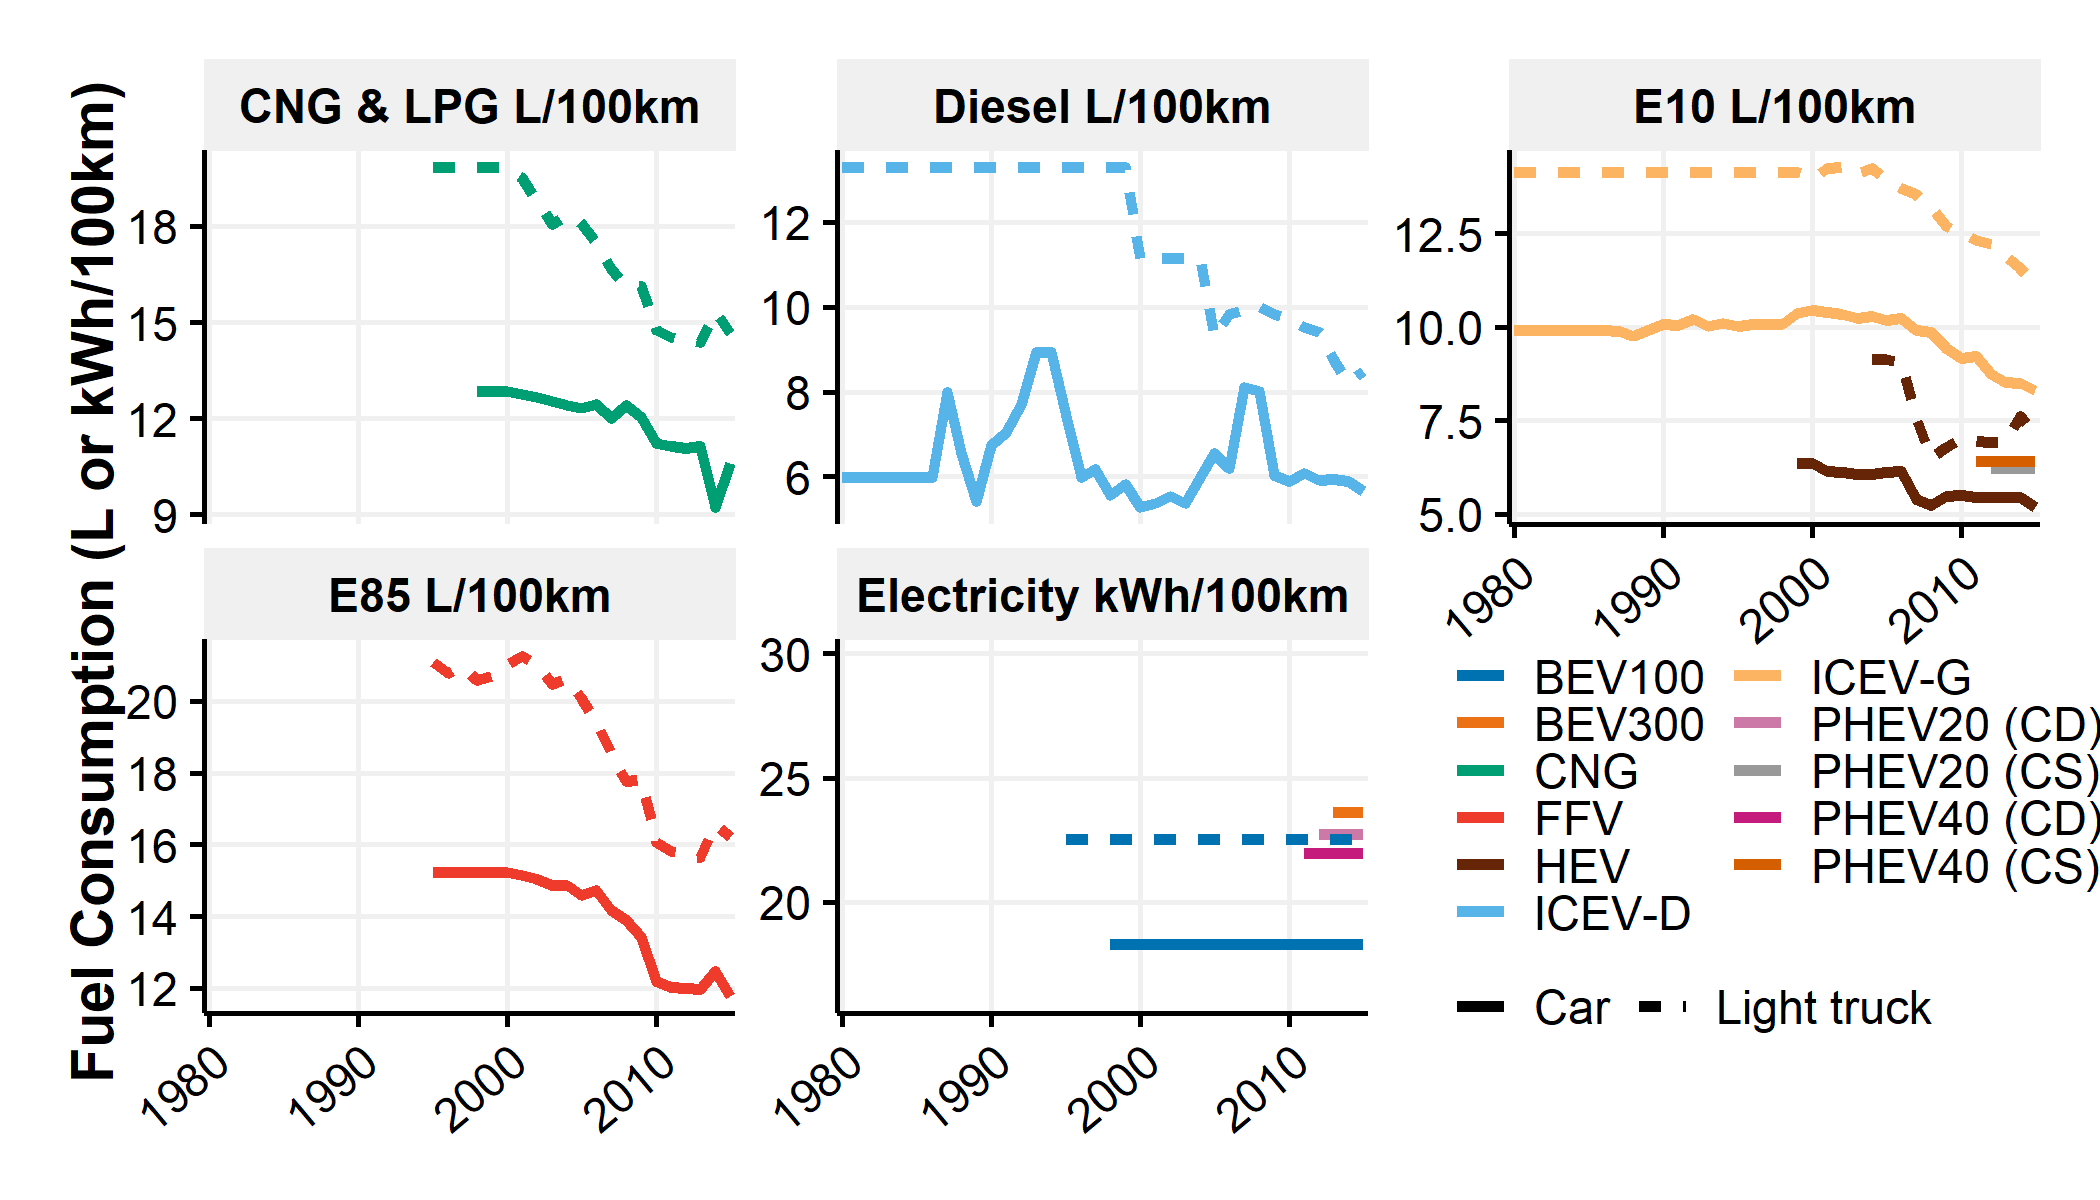 Fuel Consumption (L or kWh/100km)
CNG & LPG L/100km
18
15
12
9
Diesel L/100km
12
10
8
6
E10 L/100km
12.5
10.0
7.5
5.0
1980 1990 2000 2010
E85 L/100km
20
18
16
14
12
1980 1990 2000 2010
Electricity kWh/100km
30
25
20
1980 1990 2000 2010
BEV100
BEV300
CNG
FFV
HEV
ICEV-D
ICEV-G
PHEV20 (CD)
PHEV20 (CS)
PHEV40 (CD)
PHEV40 (CS)
Car Light truck